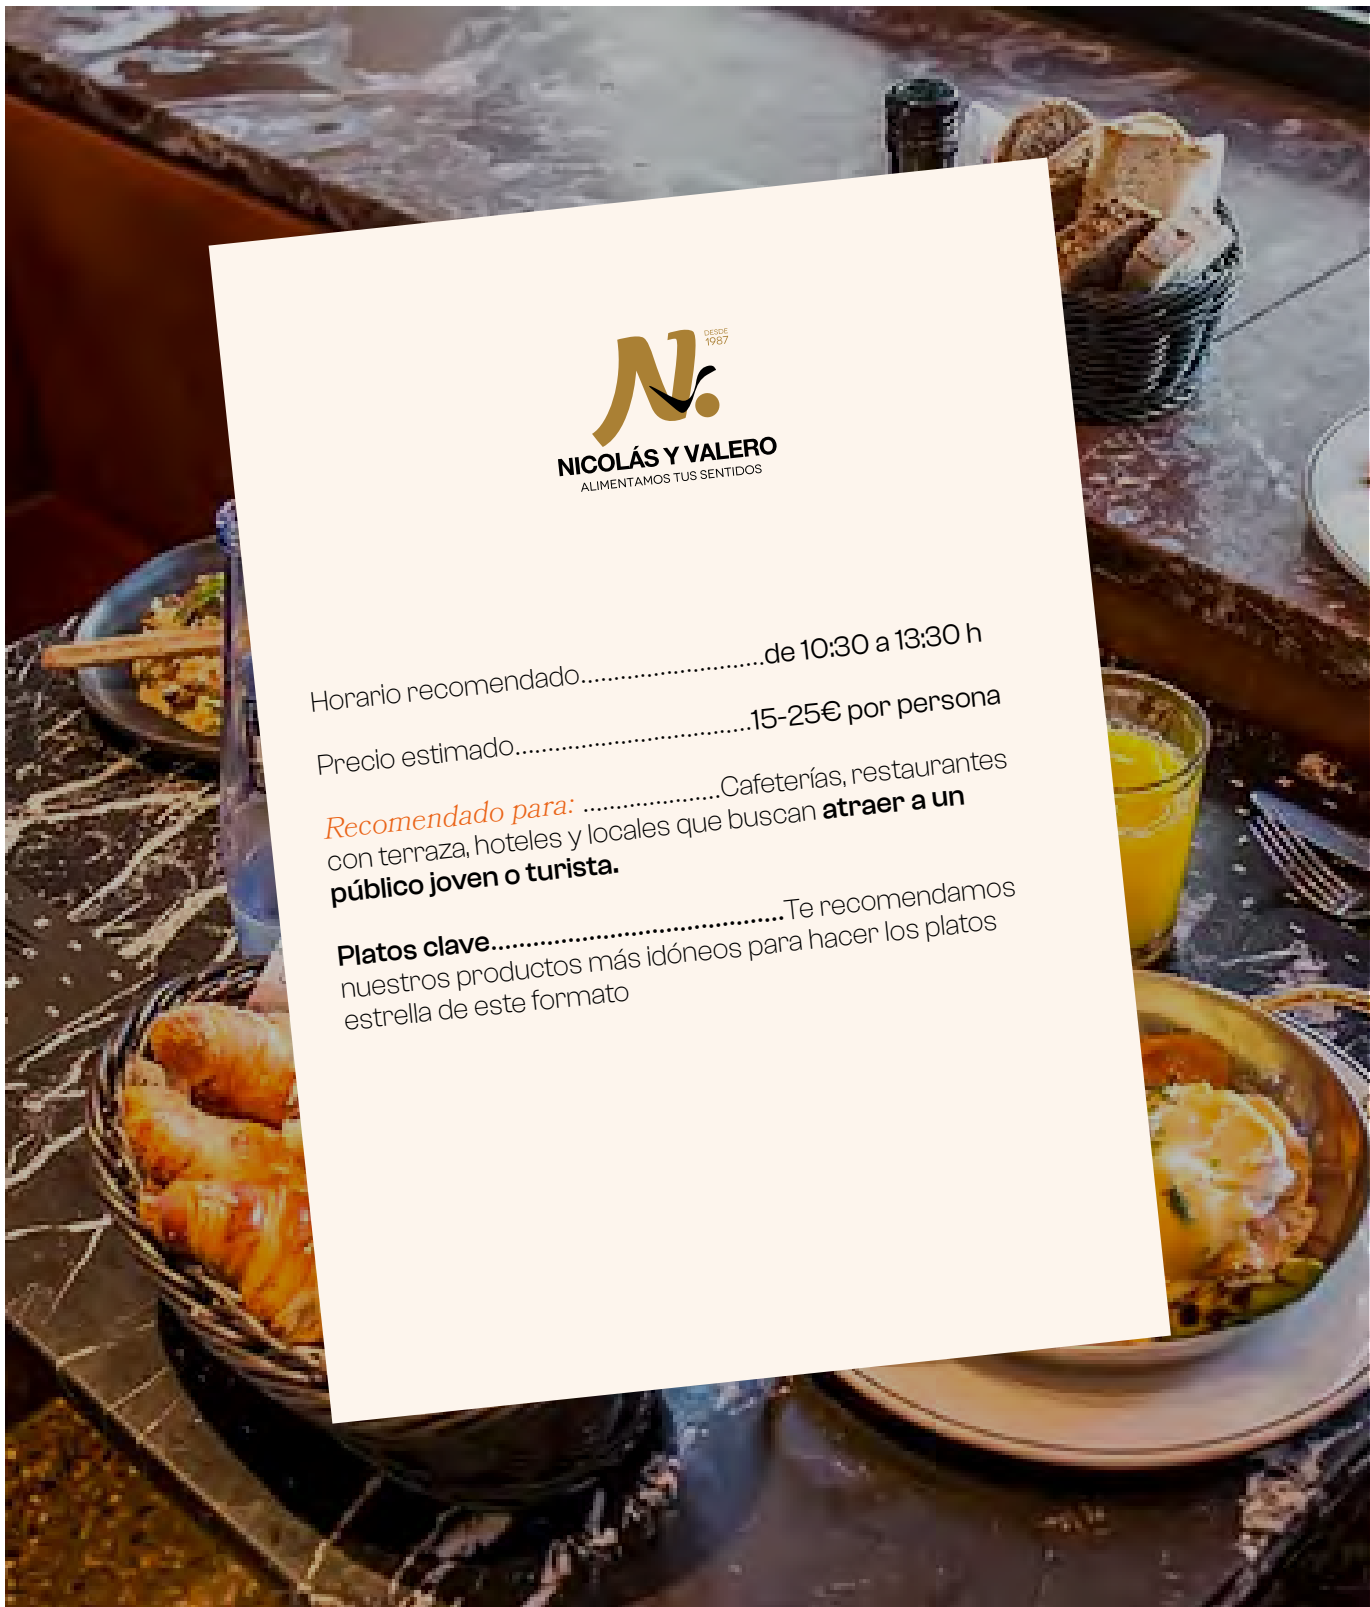 DESDE
1987
NICOLÁS Y VALERO
ALIMENTAMOS TUS SENTIDOS
Horario recomendado............................de 10:30 a 13:30 h
Precio estimado....................................15-25€ por persona
Recomendado para: .....................Cafeterías, restaurantes
con terraza, hoteles y locales que buscan atraer a un
público joven o turista.
Platos clave..........................................Te recomendamos
nuestros productos más idóneos para hacer los platos
estrella de este formato